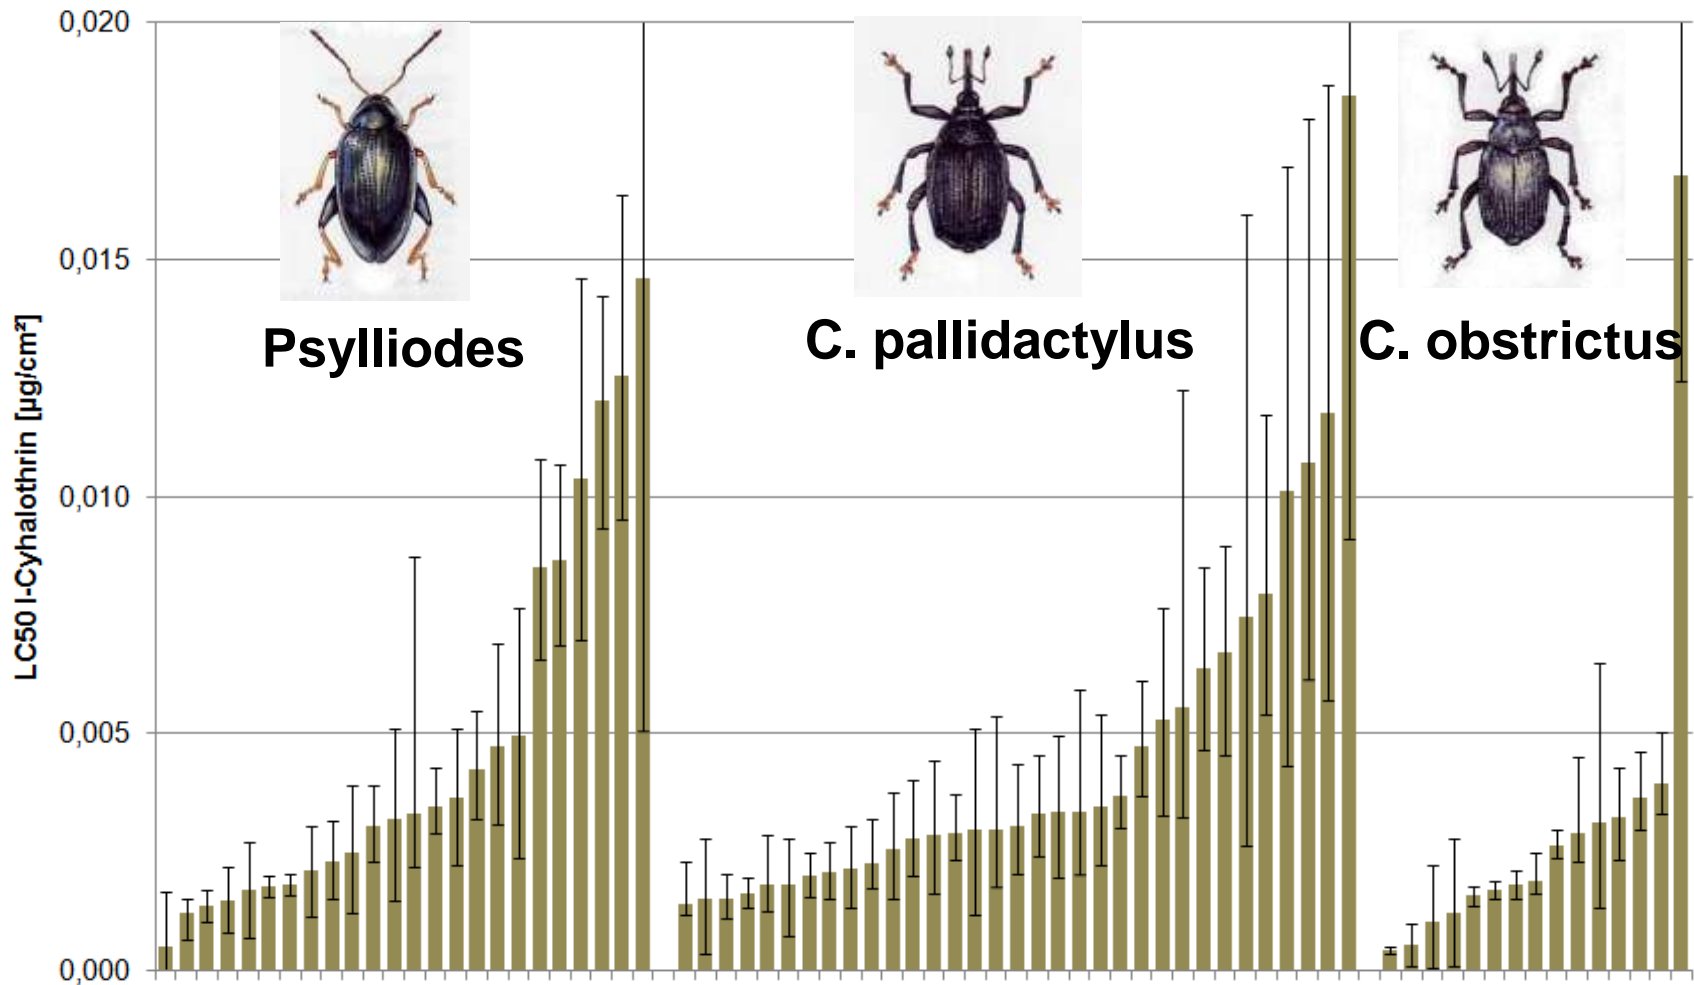 0,020
0,015
0,010
0,005
0,000
LC50 l-Cyhalothrin [µg/cm²]
Psylliodes
C. pallidactylus
C. obstrictus